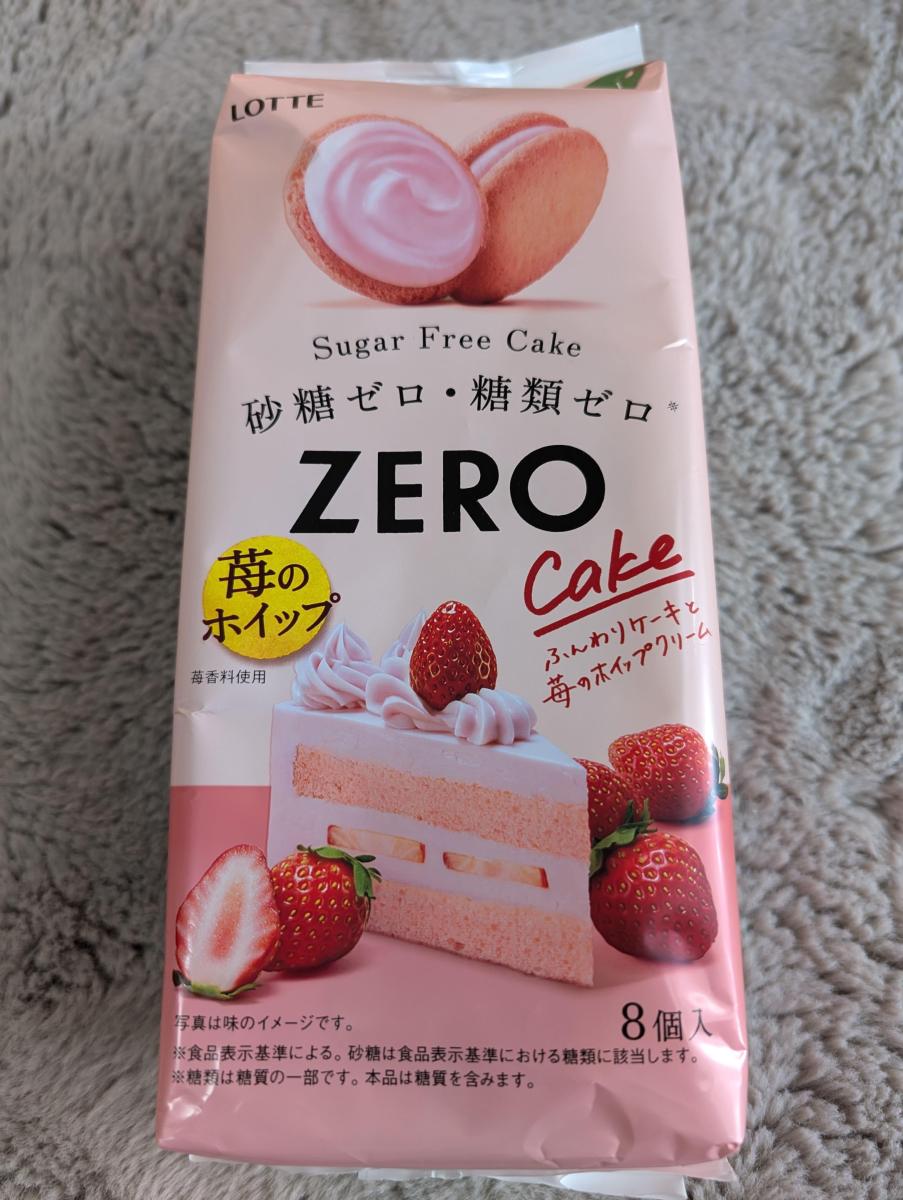 LOTTE
Sugar Free Cake
砂糖ゼロ・糖類ゼロ※
ZERO
Cake
苺の
ホイップ
ふんわりケーキと
苺のホイップクリーム
苺香料使用
8個入
写真は味のイメージです。
※食品表示基準による。砂糖は食品表示基準における糖類に該当します。
※糖類は糖質の一部です。本品は糖質を含みます。